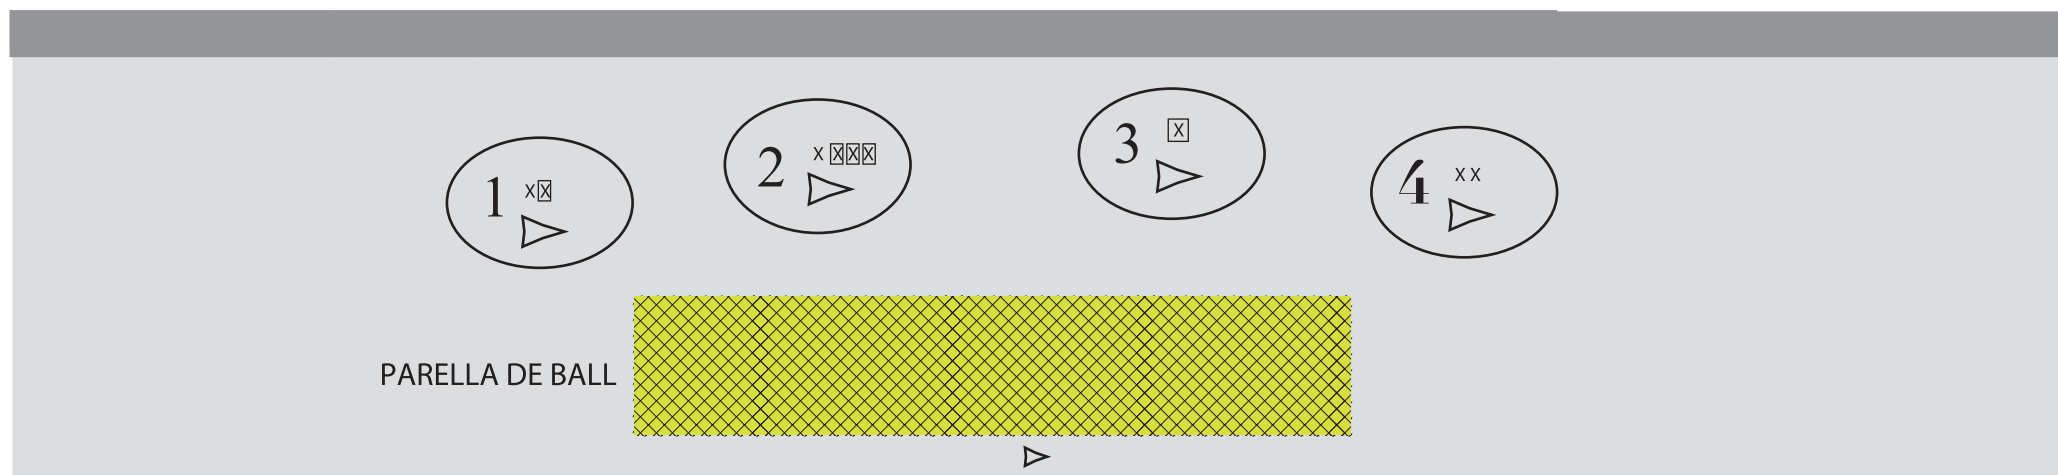 1 x☒
2 x ☒☒☒
3 ☒
4 x x
PARELLA DE BALL